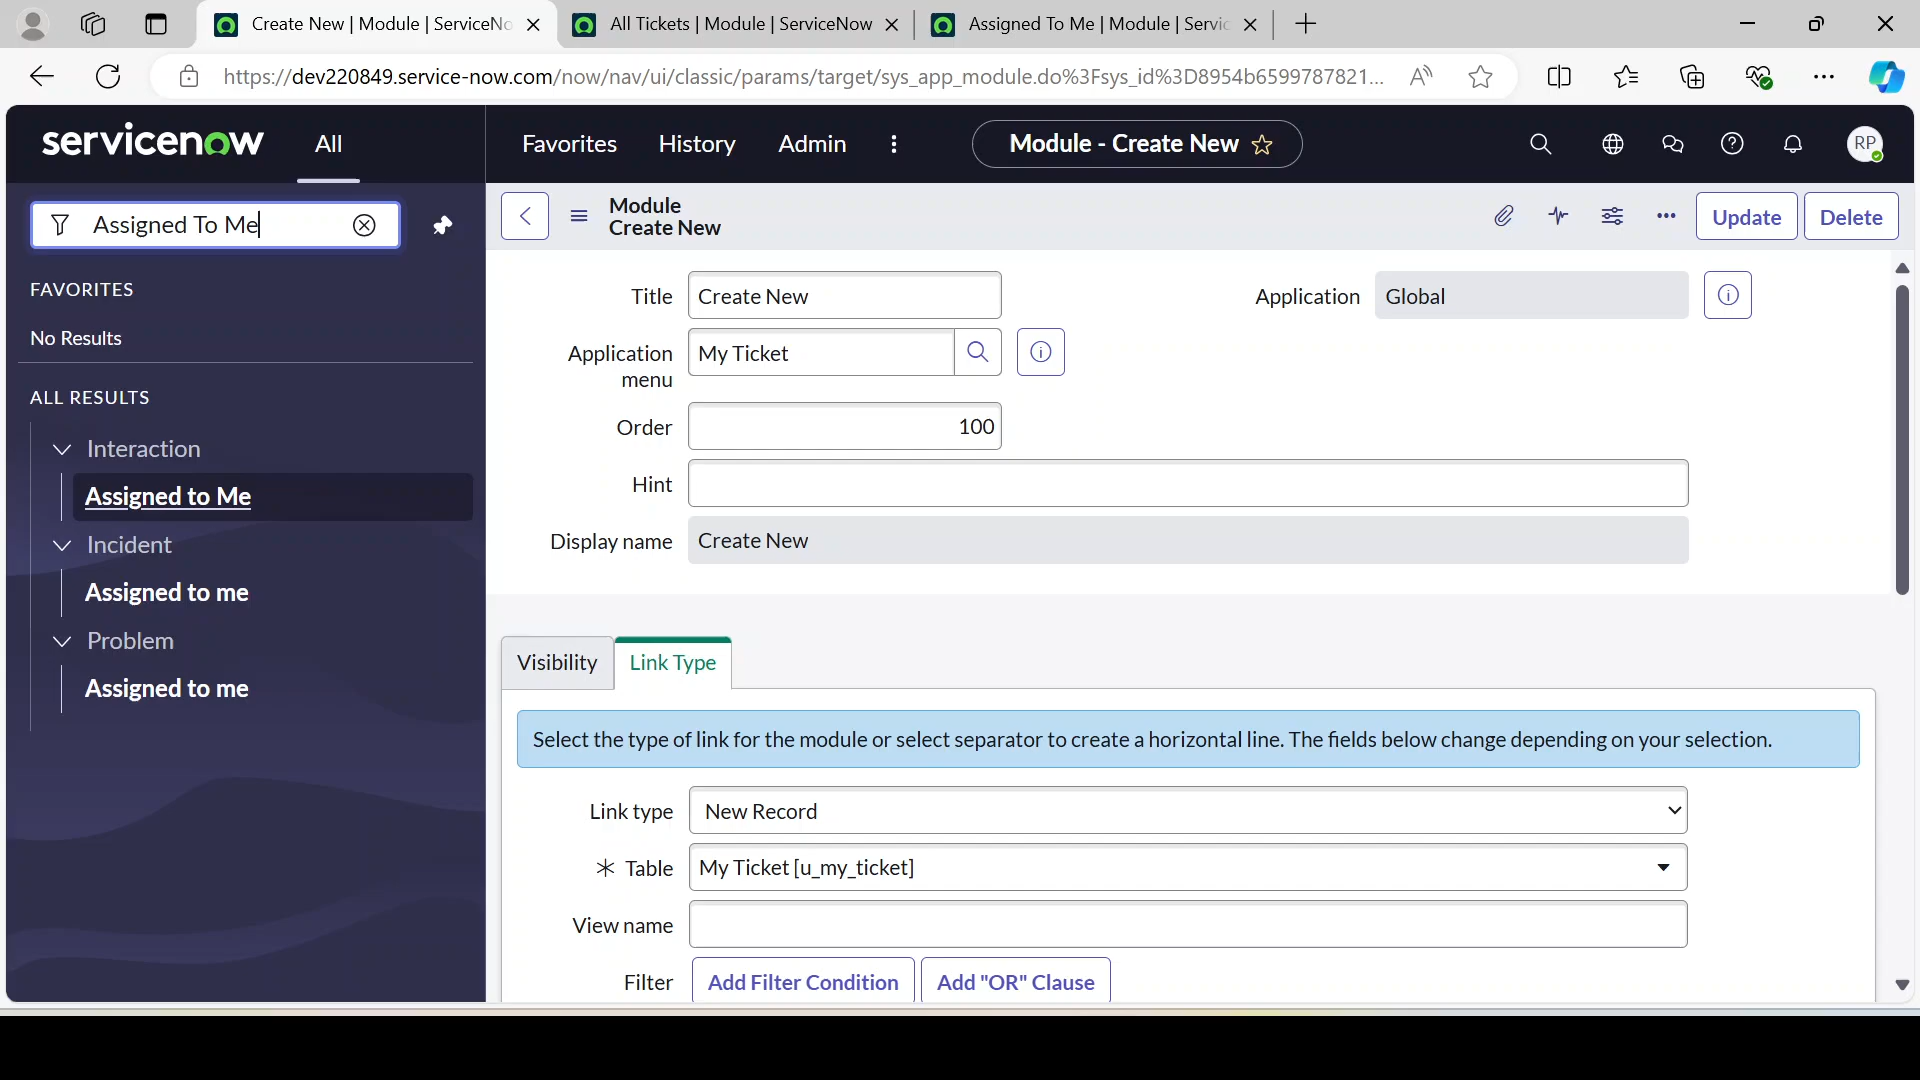 Create New | Module | ServiceNo
All Tickets | Module | ServiceNow
Assigned To Me | Module | Servic
https://dev220849.service-now.com/now/nav/ui/classic/params/target/sys_app_module.do%3Fsys_id%3D8954b6599787821...
servicenow
All
Favorites
History
Admin
Module - Create New
RP
Assigned To Me
FAVORITES
No Results
ALL RESULTS
Interaction
Assigned to Me
Incident
Assigned to me
Problem
Assigned to me
Module
Create New
Update
Delete
Title
Create New
Application
Global
Application
menu
My Ticket
Order
100
Hint
Display name
Create New
Visibility
Link Type
Select the type of link for the module or select separator to create a horizontal line. The fields below change depending on your selection.
Link type
New Record
Table
My Ticket [u_my_ticket]
View name
Filter
Add Filter Condition
Add "OR" Clause